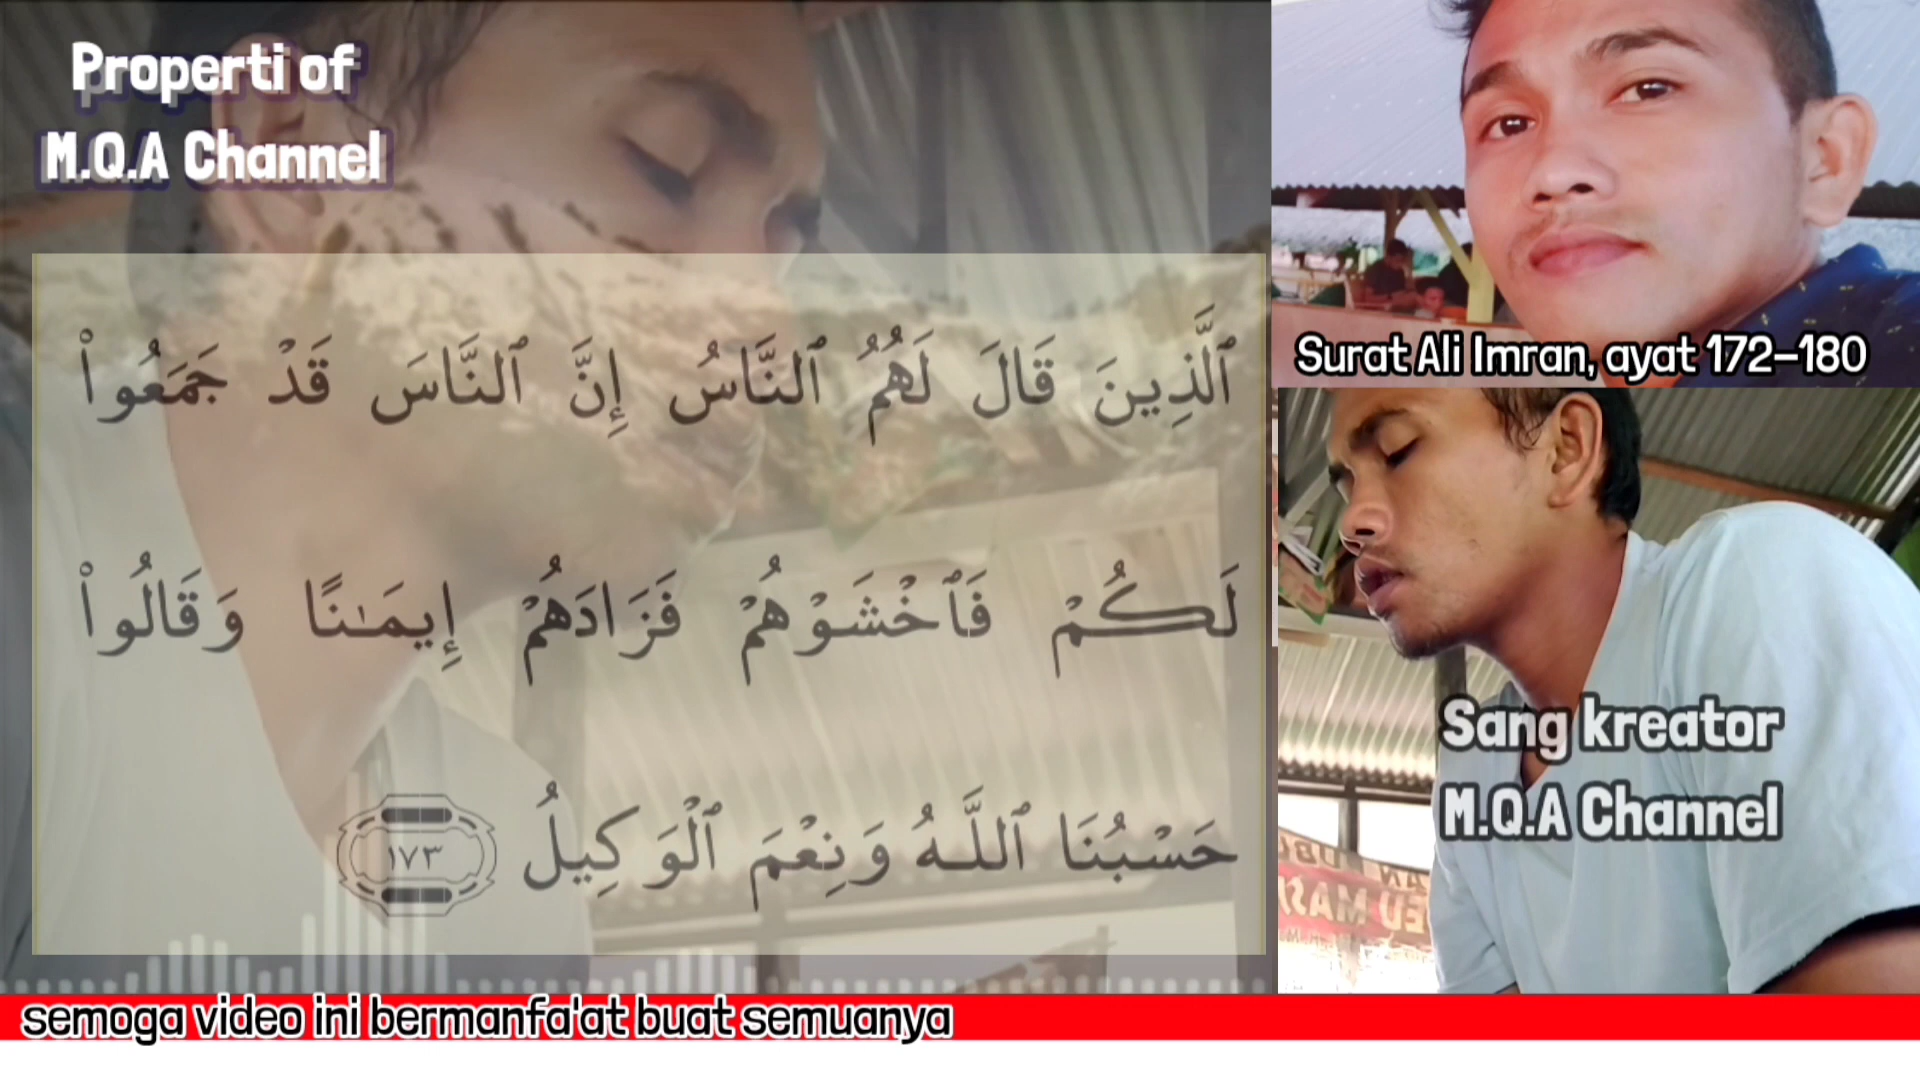 Properti of
M.Q.A Channel
ٱلَّذِينَ قَالَ لَهُمُ ٱلنَّاسُ إِنَّ ٱلنَّاسَ قَدْ جَمَعُوا۟
لَكُمْ فَٱخْشَوْهُمْ فَزَادَهُمْ إِيمَـٰنًا وَقَالُوا۟
حَسْبُنَا ٱللَّهُ وَنِعْمَ ٱلْوَكِيلُ ١٧٣
Surat Ali Imran, ayat 172-180
Sang kreator
M.Q.A Channel
semoga video ini bermanfa'at buat semuanya